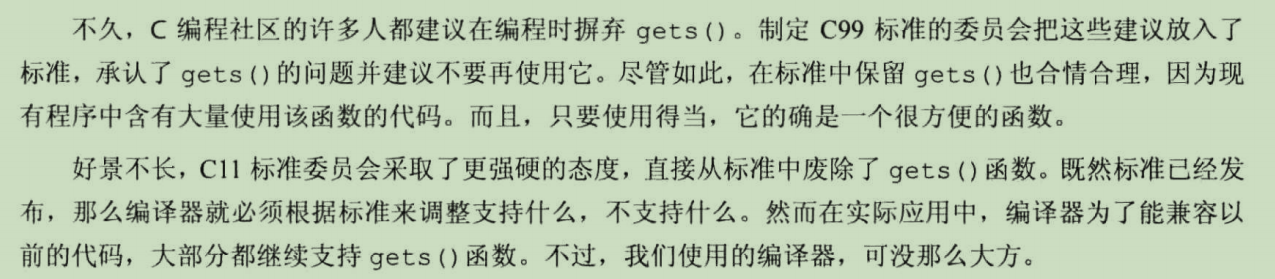 不久，C 编程社区的许多人都建议在编程时摒弃 gets()。制定 C99 标准的委员会把这些建议放入了
标准，承认了 gets()的问题并建议不要再使用它。尽管如此，在标准中保留 gets()也合情合理，因为现
有程序中含有大量使用该函数的代码。而且，只要使用得当，它的确是一个很方便的函数。
好景不长，C11 标准委员会采取了更强硬的态度，直接从标准中废除了 gets()函数。既然标准已经发
布，那么编译器就必须根据标准来调整支持什么，不支持什么。然而在实际应用中，编译器为了能兼容以
前的代码，大部分都继续支持 gets()函数。不过，我们使用的编译器，可没那么大方。